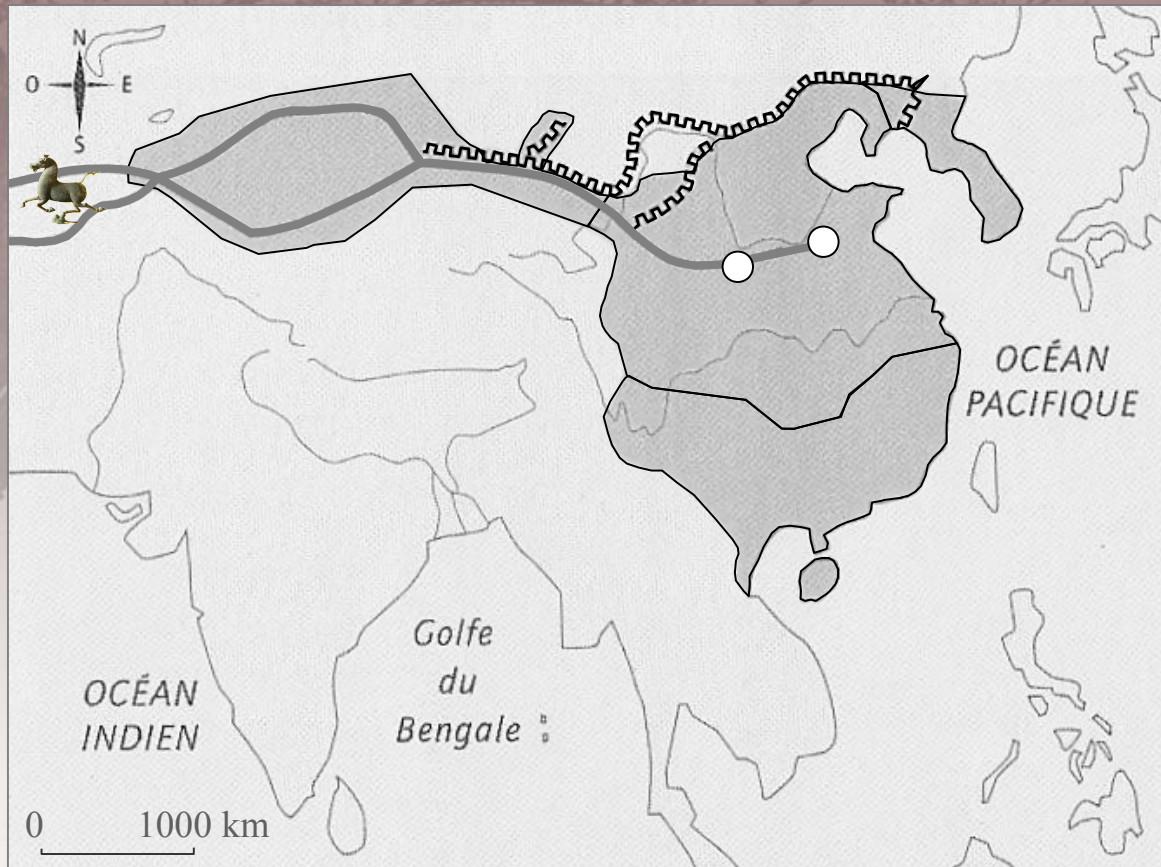 N
O E
S
OCÉAN
PACIFIQUE
Golfe
du
Bengale
OCÉAN
INDIEN
0 1000 km